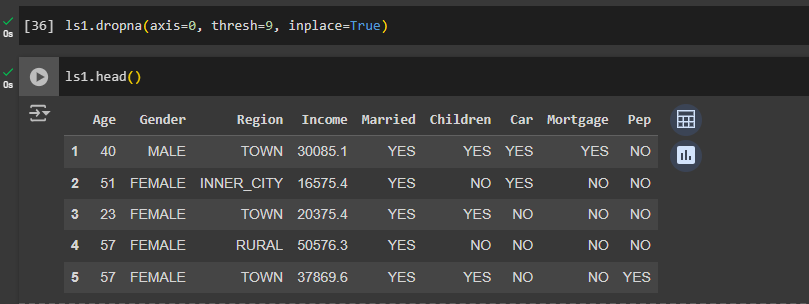 [36] ls1.dropna(axis=0, thresh=9, inplace=True)
0s
ls1.head()
0s
Age Gender Region Income Married Children Car Mortgage Pep
1 40 MALE TOWN 30085.1 YES YES YES YES NO
2 51 FEMALE INNER_CITY 16575.4 YES NO YES NO NO
3 23 FEMALE TOWN 20375.4 YES YES NO NO NO
4 57 FEMALE RURAL 50576.3 YES NO NO NO NO
5 57 FEMALE TOWN 37869.6 YES YES NO NO YES